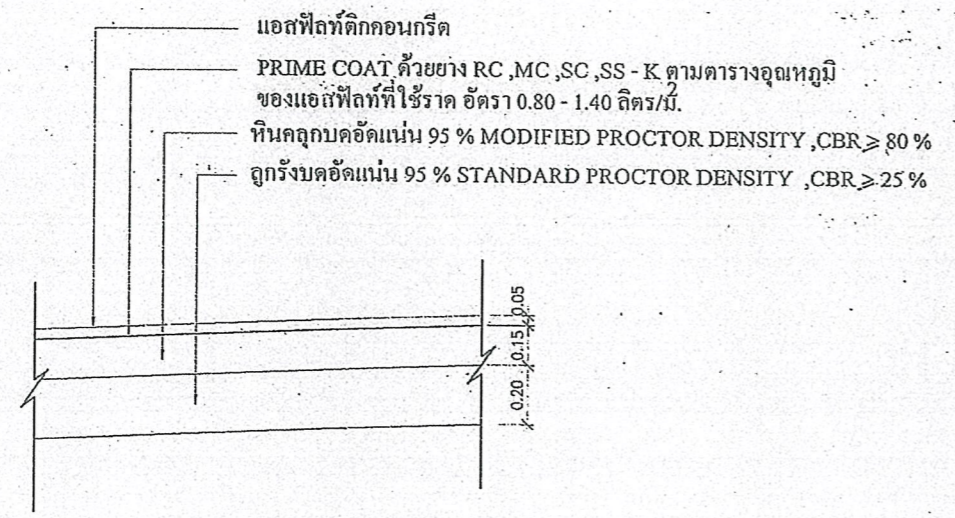 แอสฟัลท์ติกคอนกรีต
PRIME COAT ด้วยยาง RC ,MC ,SC ,SS - K ตามตารางอุณหภูมิ
ของแอสฟัลท์ที่ใช้ราด อัตรา 0.80 - 1.40 ลิตร/ม.2
หินคลุกบดอัดแน่น 95 % MODIFIED PROCTOR DENSITY ,CBR ≥ 80 %
ลูกรังบดอัดแน่น 95 % STANDARD PROCTOR DENSITY ,CBR ≥ 25 %
0.05
0.15
0.20